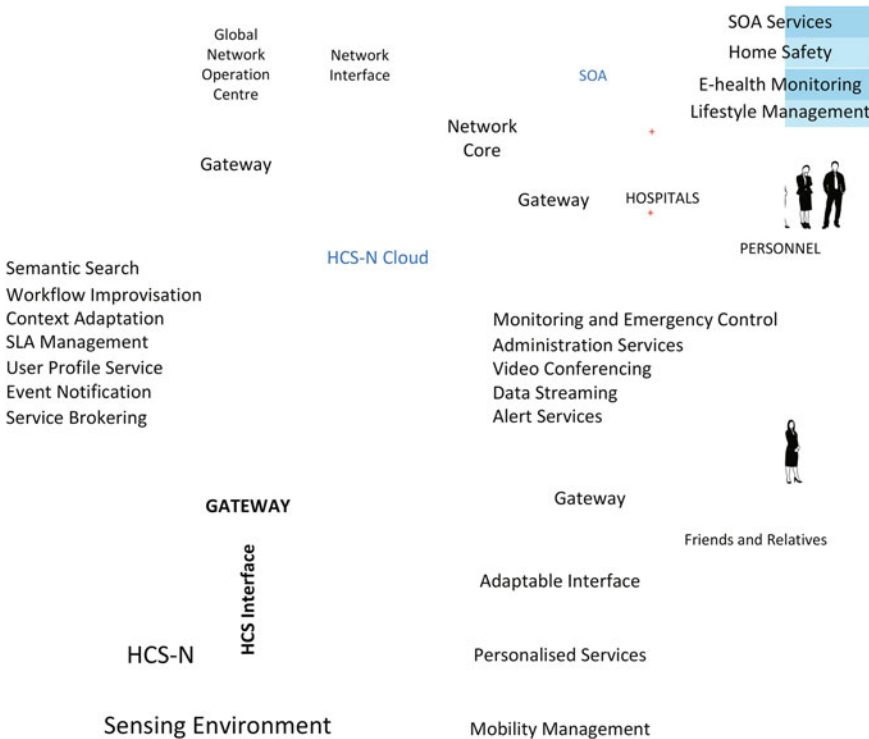 Global
Network
Operation
Centre
Network
Interface
SOA
SOA Services
Home Safety
E-health Monitoring
Lifestyle Management
Network
Core
Gateway
Gateway
HOSPITALS
PERSONNEL
HCS-N Cloud
Semantic Search
Workflow Improvisation
Context Adaptation
SLA Management
User Profile Service
Event Notification
Service Brokering
Monitoring and Emergency Control
Administration Services
Video Conferencing
Data Streaming
Alert Services
GATEWAY
Gateway
Friends and Relatives
HCS Interface
Adaptable Interface
HCS-N
Personalised Services
Sensing Environment
Mobility Management